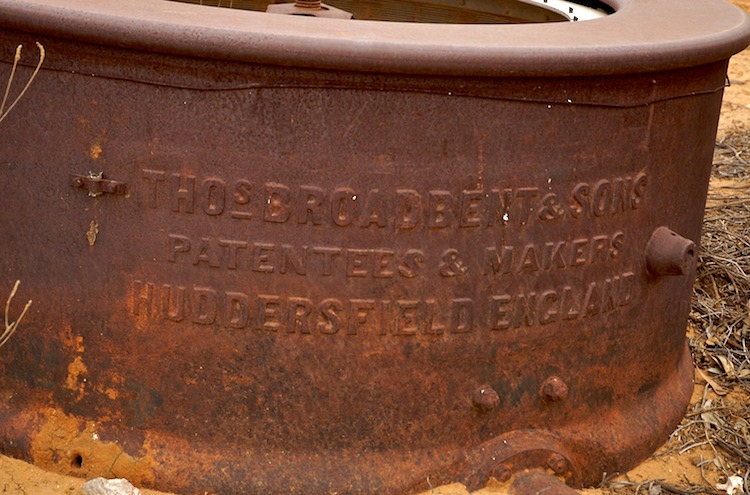 THOS BROADBENT & SONS
PATENTEES & MAKERS
HUDDERSFIELD ENGLAND